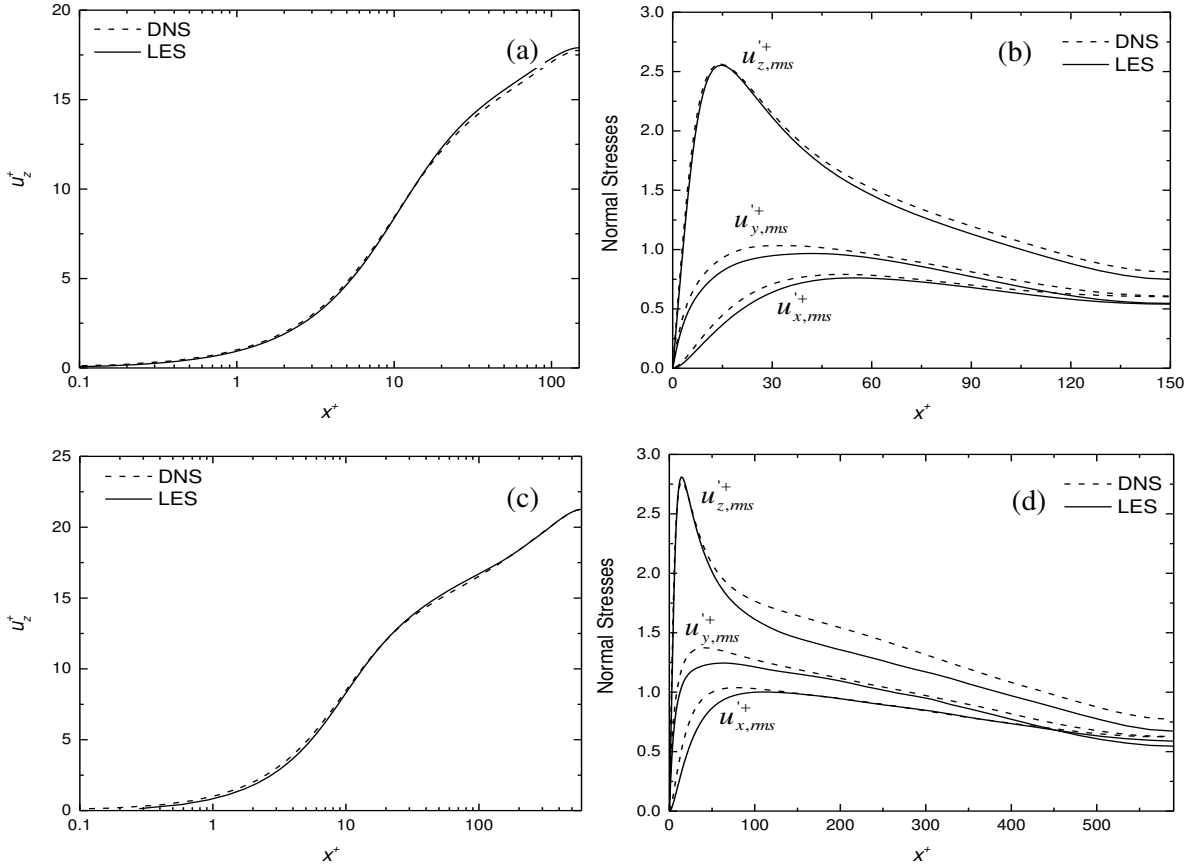 20
15
10
5
0
0.1 1 10 100
u_z^+
x^+
DNS
LES
(a)
3.0
2.5
2.0
1.5
1.0
0.5
0.0
0 30 60 90 120 150
Normal Stresses
x^+
DNS
LES
(b)
u'^+_{z,rms}
u'^+_{y,rms}
u'^+_{x,rms}
25
20
15
10
5
0
0.1 1 10 100
u_z^+
x^+
DNS
LES
(c)
3.0
2.5
2.0
1.5
1.0
0.5
0.0
0 50 100 200 300 400 500
Normal Stresses
x^+
DNS
LES
(d)
u'^+_{z,rms}
u'^+_{y,rms}
u'^+_{x,rms}